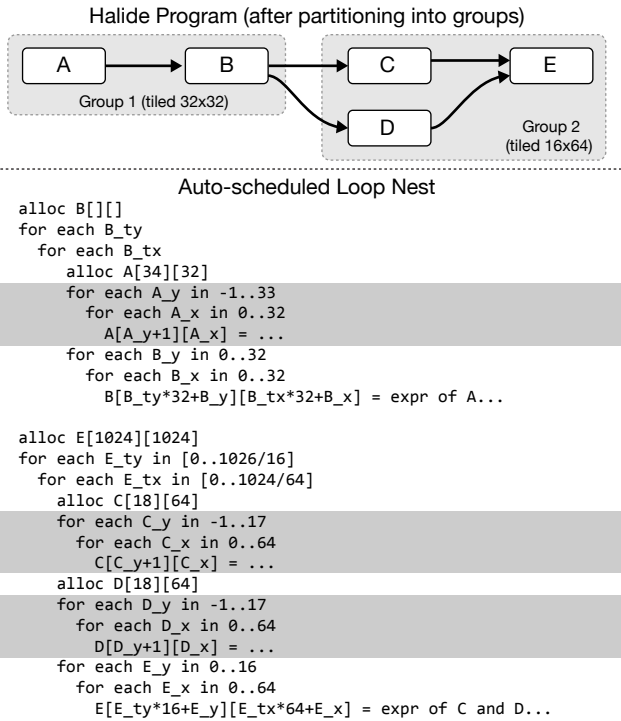 Halide Program (after partitioning into groups)
A
B
C
E
D
Group 1 (tiled 32x32)
Group 2
(tiled 16x64)
Auto-scheduled Loop Nest
alloc B[][]
for each B_ty
  for each B_tx
    alloc A[34][32]
    for each A_y in -1..33
      for each A_x in 0..32
        A[A_y+1][A_x] = ...
    for each B_y in 0..32
      for each B_x in 0..32
        B[B_ty*32+B_y][B_tx*32+B_x] = expr of A...
alloc E[1024][1024]
for each E_ty in [0..1026/16]
  for each E_tx in [0..1024/64]
    alloc C[18][64]
    for each C_y in -1..17
      for each C_x in 0..64
        C[C_y+1][C_x] = ...
    alloc D[18][64]
    for each D_y in -1..17
      for each D_x in 0..64
        D[D_y+1][D_x] = ...
    for each E_y in 0..16
      for each E_x in 0..64
        E[E_ty*16+E_y][E_tx*64+E_x] = expr of C and D...